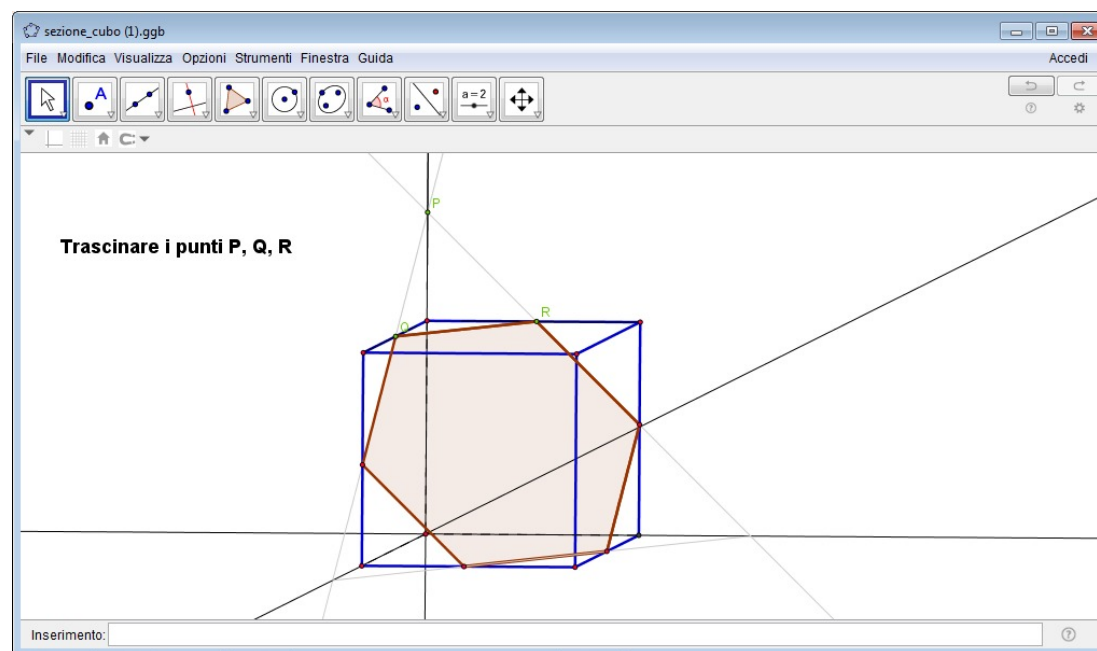 sezione_cubo (1).ggb
File Modifica Visualizza Opzioni Strumenti Finestra Guida Accedi
A α a=2
P
Trascinare i punti P, Q, R
R
Q
Inserimento: